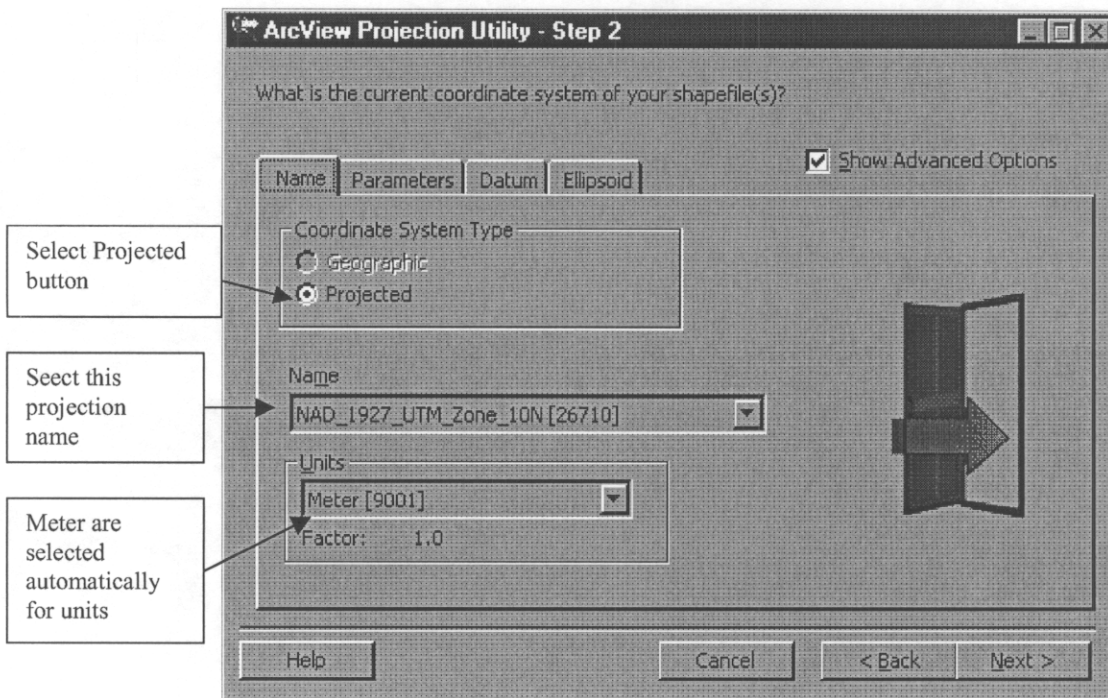 ArcView Projection Utility - Step 2
What is the current coordinate system of your shapefile(s)?
Show Advanced Options
Name
Parameters
Datum
Ellipsoid
Select Projected
button
Coordinate System Type
Geographic
Projected
Seect this
projection
name
Name
NAD_1927_UTM_Zone_10N [26710]
Meter are
selected
automatically
for units
Units
Meter [9001]
Factor: 1.0
Help
Cancel
< Back
Next >